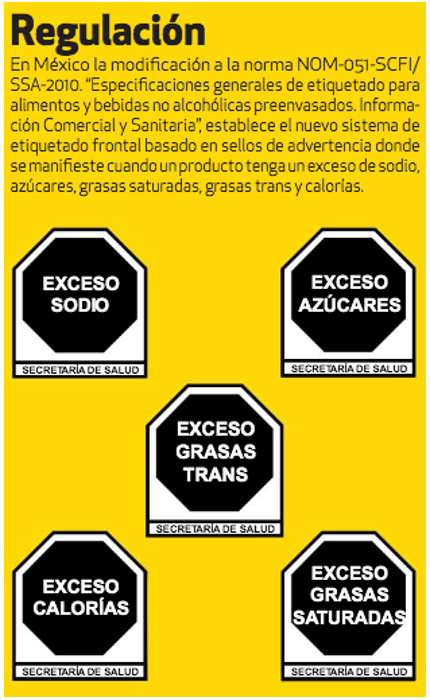 Regulación
En México la modificación a la norma NOM-051-SCFI/
SSA-2010. “Especificaciones generales de etiquetado para
alimentos y bebidas no alcohólicas preenvasados. Informa-
ción Comercial y Sanitaria”, establece el nuevo sistema de
etiquetado frontal basado en sellos de advertencia donde
se manifieste cuando un producto tenga un exceso de sodio,
azúcares, grasas saturadas, grasas trans y calorías.
EXCESO
SODIO
SECRETARÍA DE SALUD
EXCESO
AZÚCARES
SECRETARÍA DE SALUD
EXCESO
GRASAS
TRANS
SECRETARÍA DE SALUD
EXCESO
CALORÍAS
SECRETARÍA DE SALUD
EXCESO
GRASAS
SATURADAS
SECRETARÍA DE SALUD